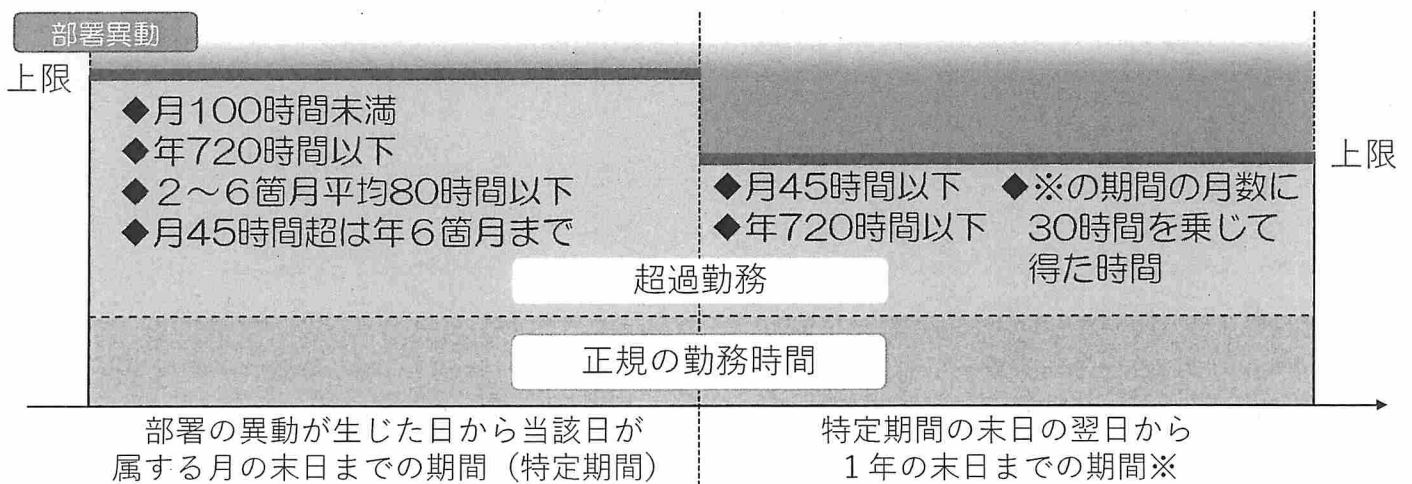 部署異動
上限
◆月100時間未満
◆年720時間以下
◆2～6箇月平均80時間以下
◆月45時間超は年6箇月まで
上限
◆月45時間以下
◆年720時間以下
◆※の期間の月数に
30時間を乗じて
得た時間
超過勤務
正規の勤務時間
部署の異動が生じた日から当該日が
属する月の末日までの期間（特定期間）
特定期間の末日の翌日から
１年の末日までの期間※